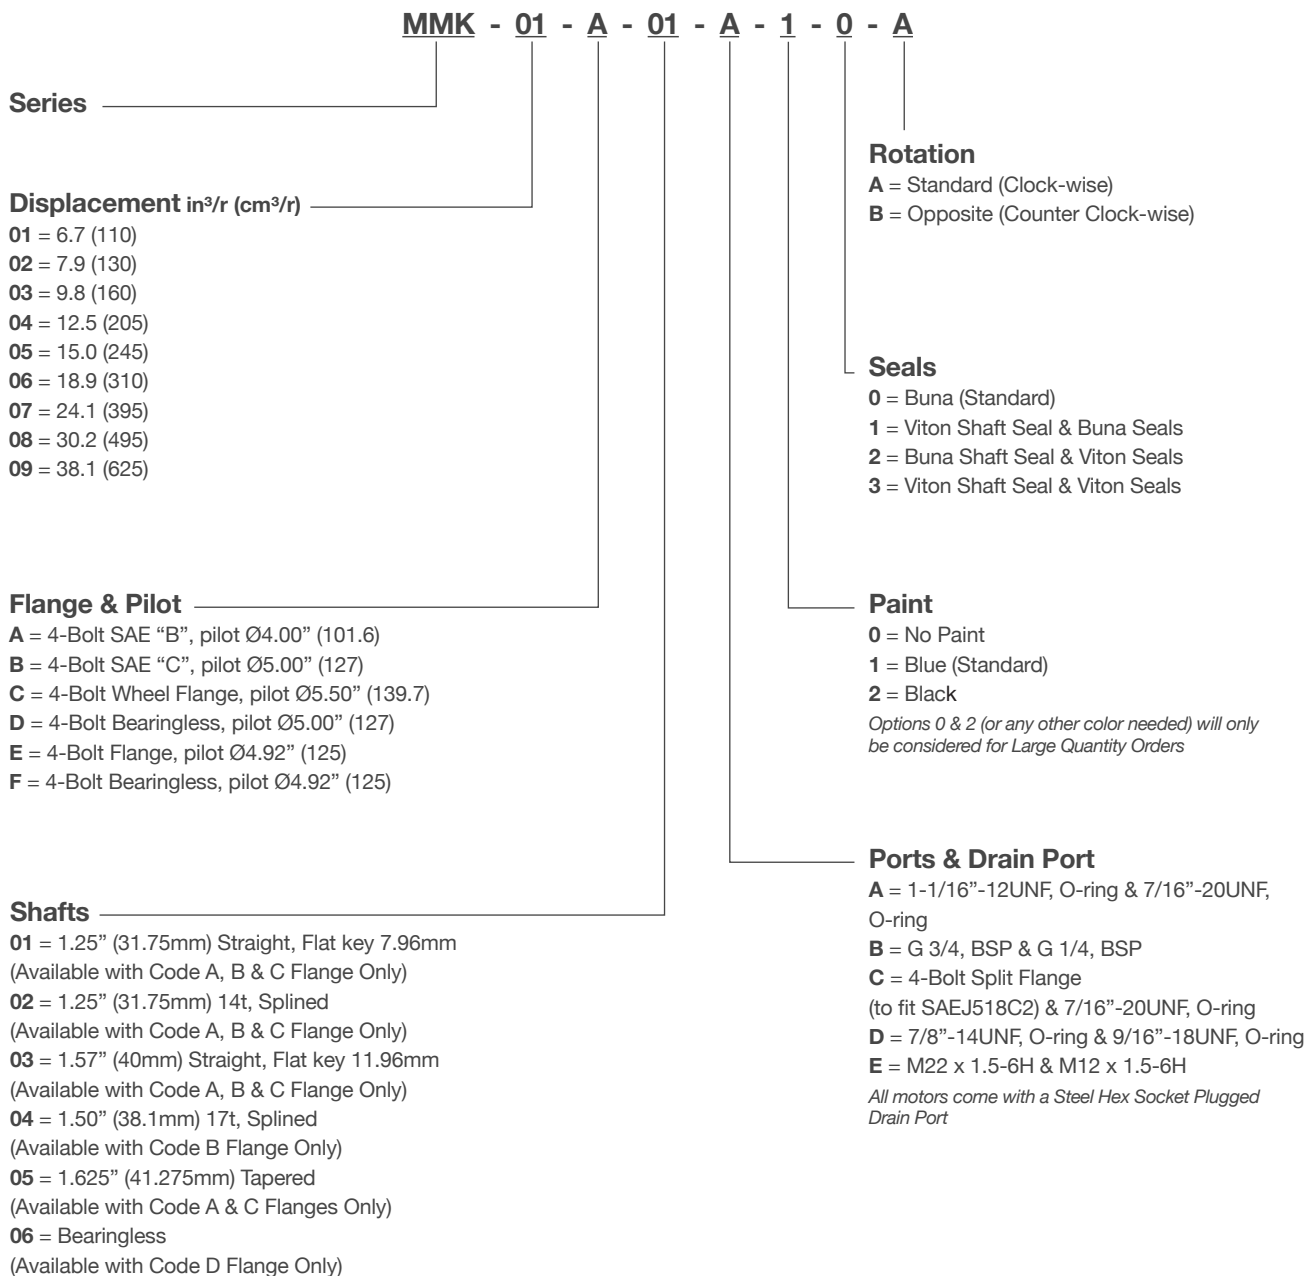 MMK - 01 - A - 01 - A - 1 - 0 - A
Series
Displacement in³/r (cm³/r)
01 = 6.7 (110)
02 = 7.9 (130)
03 = 9.8 (160)
04 = 12.5 (205)
05 = 15.0 (245)
06 = 18.9 (310)
07 = 24.1 (395)
08 = 30.2 (495)
09 = 38.1 (625)
Flange & Pilot
A = 4-Bolt SAE “B”, pilot Ø4.00” (101.6)
B = 4-Bolt SAE “C”, pilot Ø5.00” (127)
C = 4-Bolt Wheel Flange, pilot Ø5.50” (139.7)
D = 4-Bolt Bearingless, pilot Ø5.00” (127)
E = 4-Bolt Flange, pilot Ø4.92” (125)
F = 4-Bolt Bearingless, pilot Ø4.92” (125)
Shafts
01 = 1.25” (31.75mm) Straight, Flat key 7.96mm
(Available with Code A, B & C Flange Only)
02 = 1.25” (31.75mm) 14t, Splined
(Available with Code A, B & C Flange Only)
03 = 1.57” (40mm) Straight, Flat key 11.96mm
(Available with Code A, B & C Flange Only)
04 = 1.50” (38.1mm) 17t, Splined
(Available with Code B Flange Only)
05 = 1.625” (41.275mm) Tapered
(Available with Code A & C Flanges Only)
06 = Bearingless
(Available with Code D Flange Only)
Rotation
A = Standard (Clock-wise)
B = Opposite (Counter Clock-wise)
Seals
0 = Buna (Standard)
1 = Viton Shaft Seal & Buna Seals
2 = Buna Shaft Seal & Viton Seals
3 = Viton Shaft Seal & Viton Seals
Paint
0 = No Paint
1 = Blue (Standard)
2 = Black
Options 0 & 2 (or any other color needed) will only
be considered for Large Quantity Orders
Ports & Drain Port
A = 1-1/16”-12UNF, O-ring & 7/16”-20UNF,
O-ring
B = G 3/4, BSP & G 1/4, BSP
C = 4-Bolt Split Flange
(to fit SAEJ518C2) & 7/16”-20UNF, O-ring
D = 7/8”-14UNF, O-ring & 9/16”-18UNF, O-ring
E = M22 x 1.5-6H & M12 x 1.5-6H
All motors come with a Steel Hex Socket Plugged
Drain Port